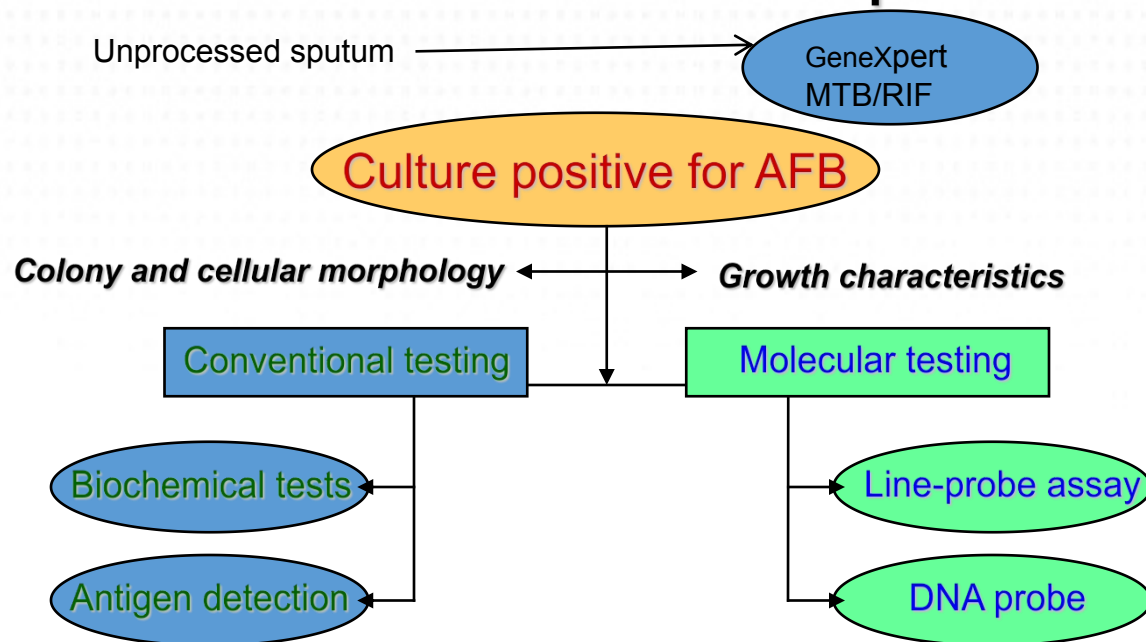 Unprocessed sputum
GeneXpert
MTB/RIF
Culture positive for AFB
Colony and cellular morphology
Growth characteristics
Conventional testing
Molecular testing
Biochemical tests
Line-probe assay
Antigen detection
DNA probe